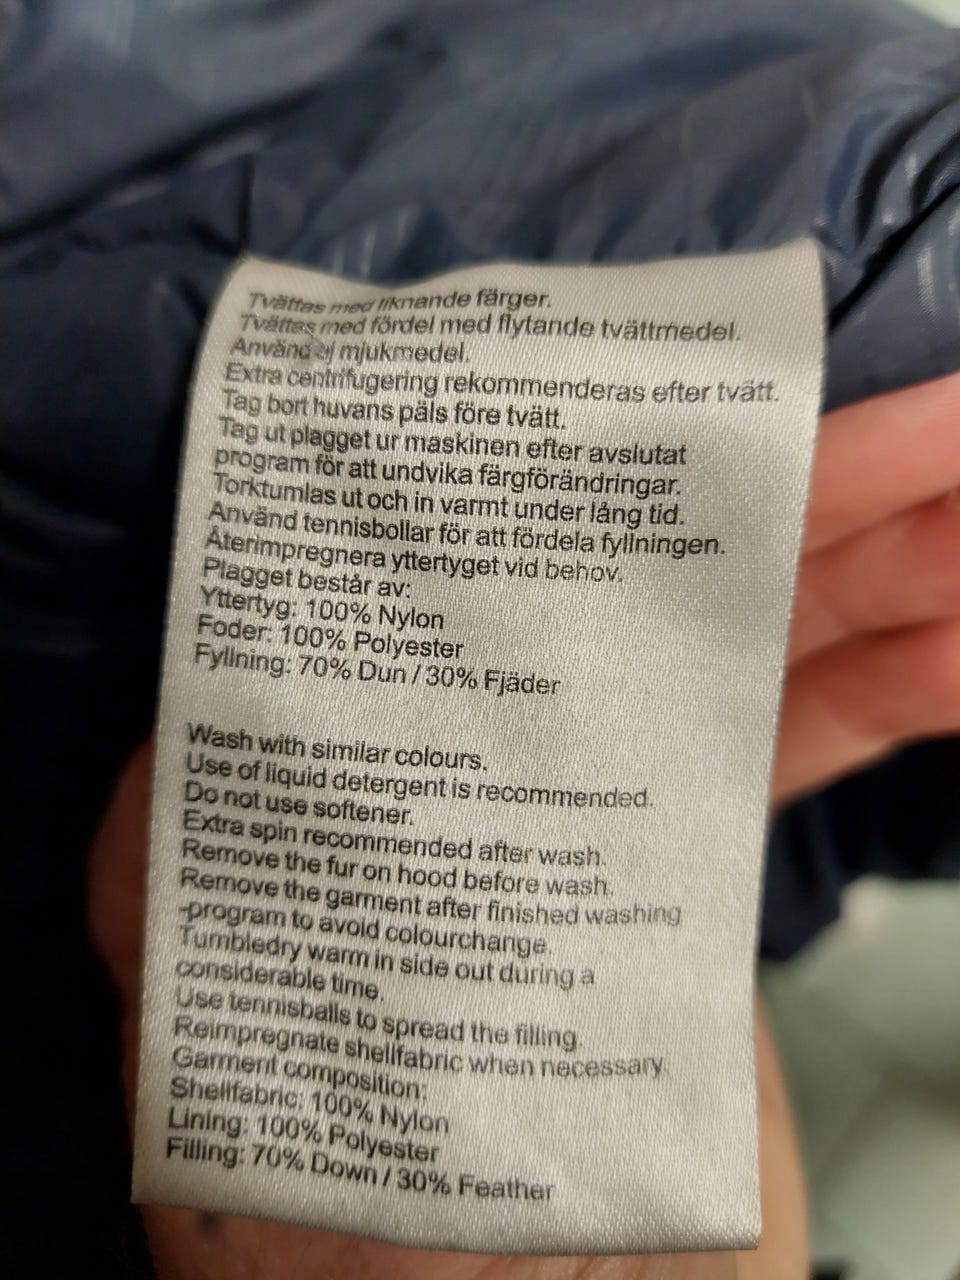 Tvättas med liknande färger.
Tvättas med fördel med flytande tvättmedel.
Använd ej mjukmedel.
Extra centrifugering rekommenderas efter tvätt.
Tag bort huvans päls före tvätt.
Tag ut plagget ur maskinen efter avslutat
program för att undvika färgförändringar.
Torktumlas ut och in varmt under lång tid.
Använd tennisbollar för att fördela fyllningen.
Återimpregnera yttertyget vid behov.
Plagget består av:
Yttertyg: 100% Nylon
Foder: 100% Polyester
Fyllning: 70% Dun / 30% Fjäder
Wash with similar colours.
Use of liquid detergent is recommended.
Do not use softener.
Extra spin recommended after wash.
Remove the fur on hood before wash.
Remove the garment after finished washing
-program to avoid colourchange.
Tumbledry warm in side out during a
considerable time.
Use tennisballs to spread the filling.
Reimpregnate shellfabric when necessary.
Garment composition:
Shellfabric: 100% Nylon
Lining: 100% Polyester
Filling: 70% Down / 30% Feather